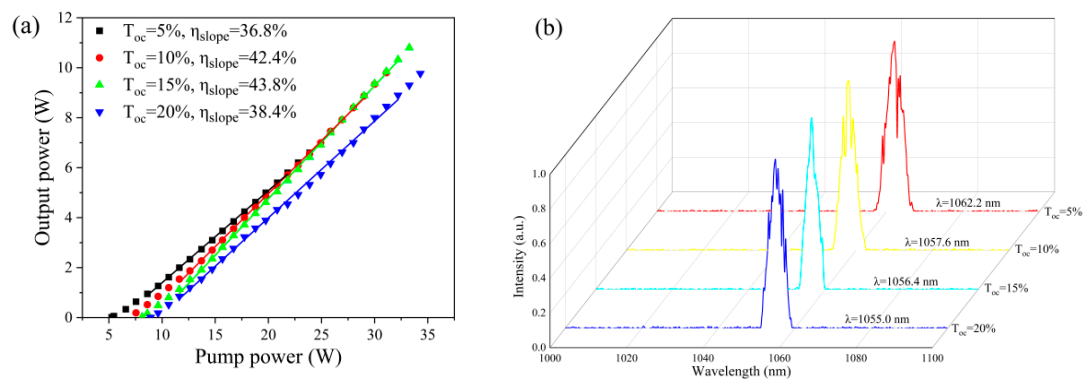 (a)
T_oc=5%, η_slope=36.8%
T_oc=10%, η_slope=42.4%
T_oc=15%, η_slope=43.8%
T_oc=20%, η_slope=38.4%
12
10
8
6
4
2
0
Output power (W)
5 10 15 20 25 30 35
Pump power (W)
(b)
1.0
0.8
0.6
0.4
0.2
0.0
Intensity (a.u.)
λ=1062.2 nm
T_oc=5%
λ=1057.6 nm
T_oc=10%
λ=1056.4 nm
T_oc=15%
λ=1055.0 nm
T_oc=20%
1000 1020 1040 1060 1080 1100
Wavelength (nm)